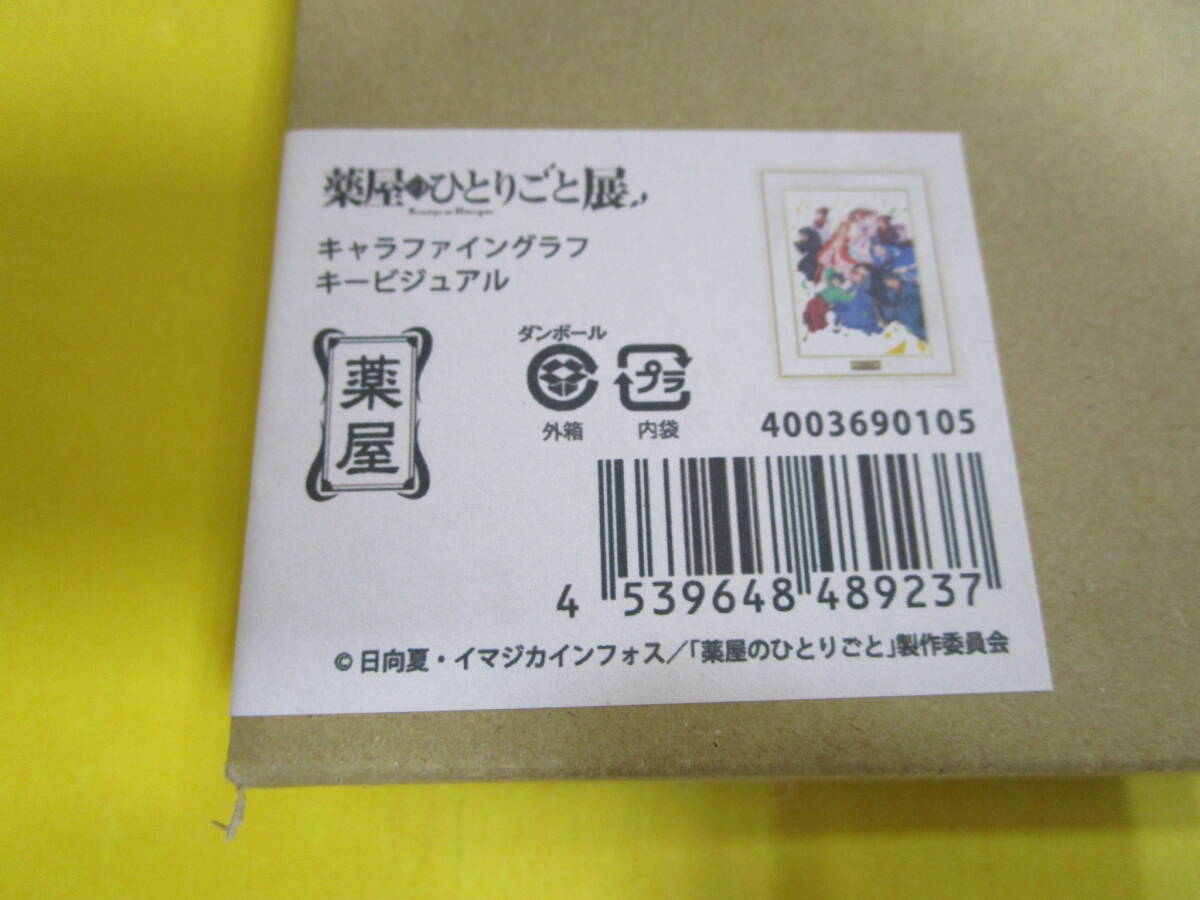 薬屋のひとりごと展
キャラファイングラフ
キービジュアル
薬屋
ダンボール
プラ
外箱 内袋
4003690105
4 539648 489237
©日向夏・イマジカインフォス／「薬屋のひとりごと」製作委員会